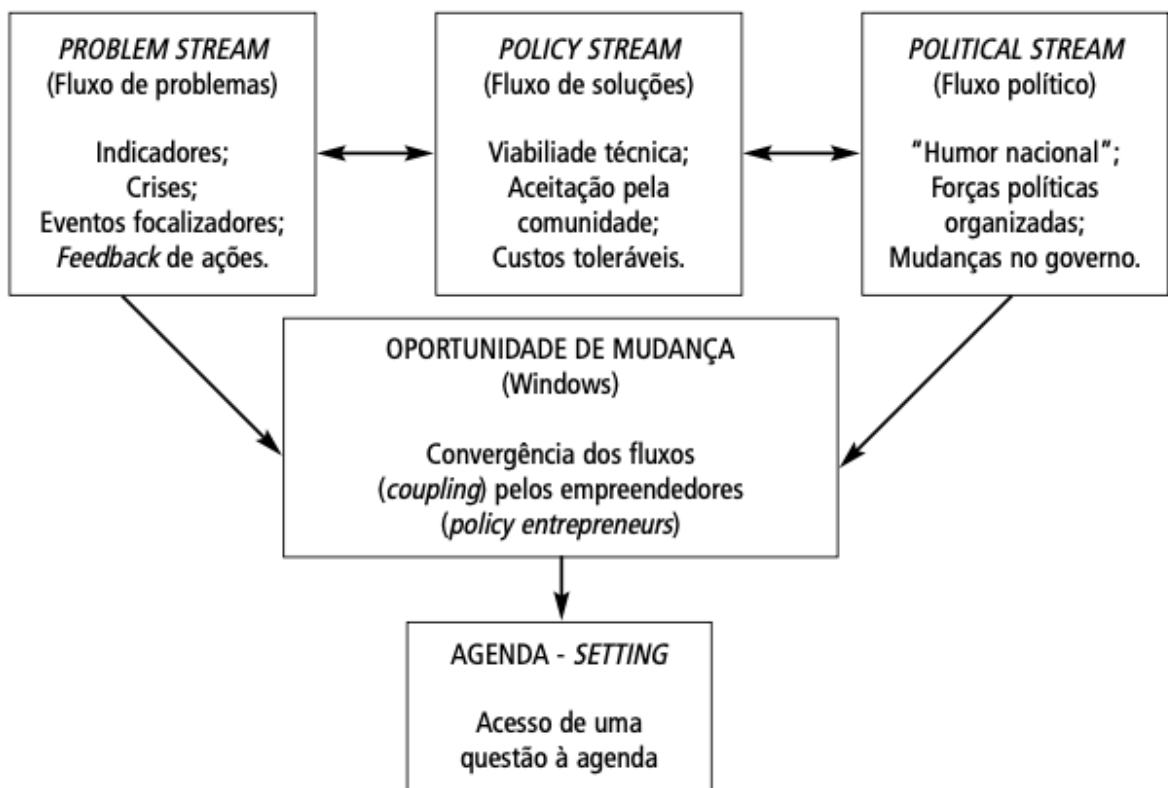 PROBLEM STREAM
(Fluxo de problemas)
Indicadores;
Crises;
Eventos focalizadores;
Feedback de ações.
POLICY STREAM
(Fluxo de soluções)
Viabiliade técnica;
Aceitação pela
comunidade;
Custos toleráveis.
POLITICAL STREAM
(Fluxo político)
“Humor nacional”;
Forças políticas
organizadas;
Mudanças no governo.
OPORTUNIDADE DE MUDANÇA
(Windows)
Convergência dos fluxos
(coupling) pelos empreendedores
(policy entrepreneurs)
AGENDA - SETTING
Acesso de uma
questão à agenda